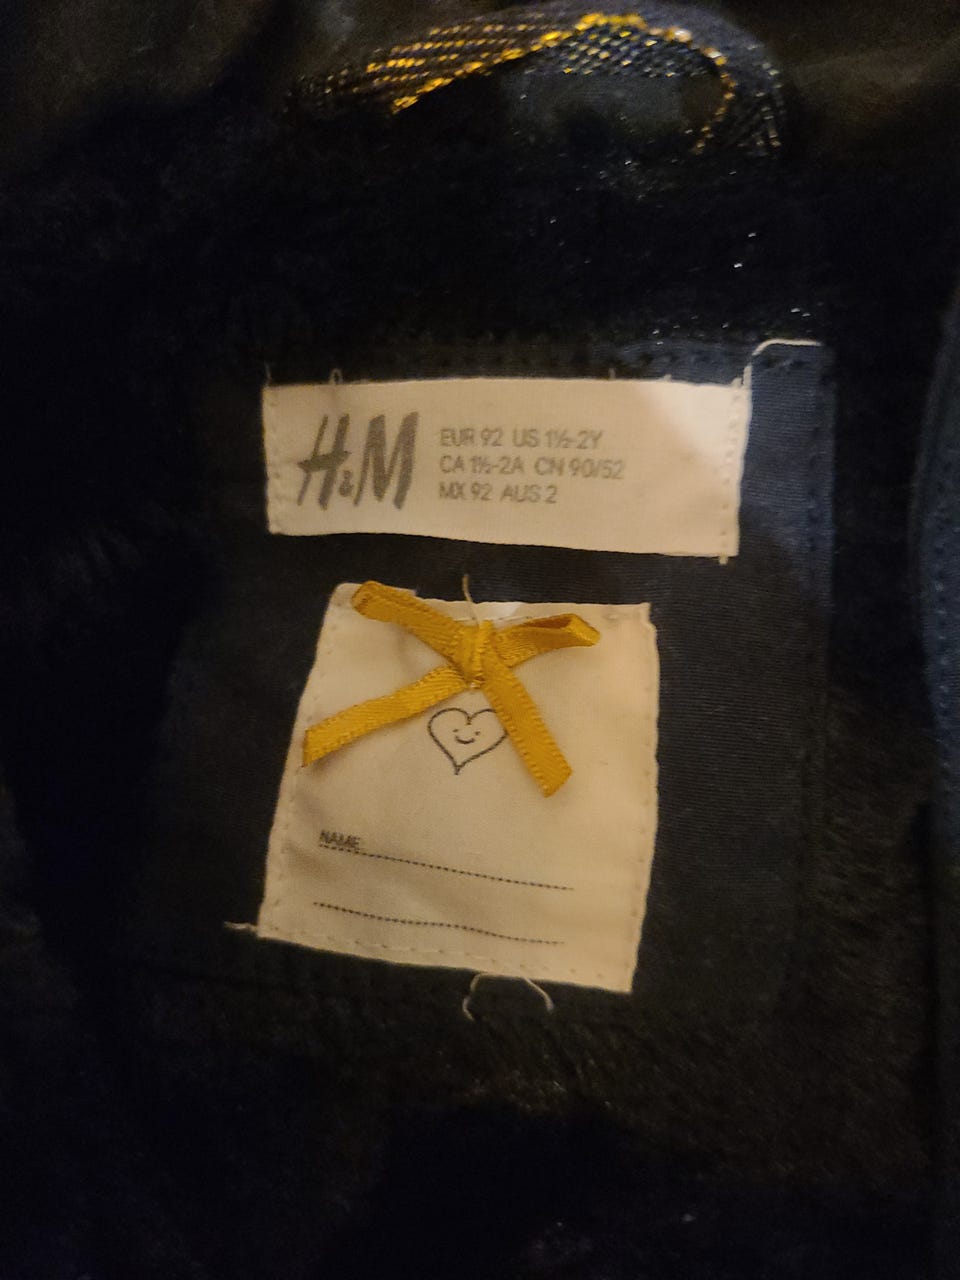 H&M
EUR 92 US 1½-2Y
CA 1½-2A CN 90/52
MX 92 AUS 2
NAME